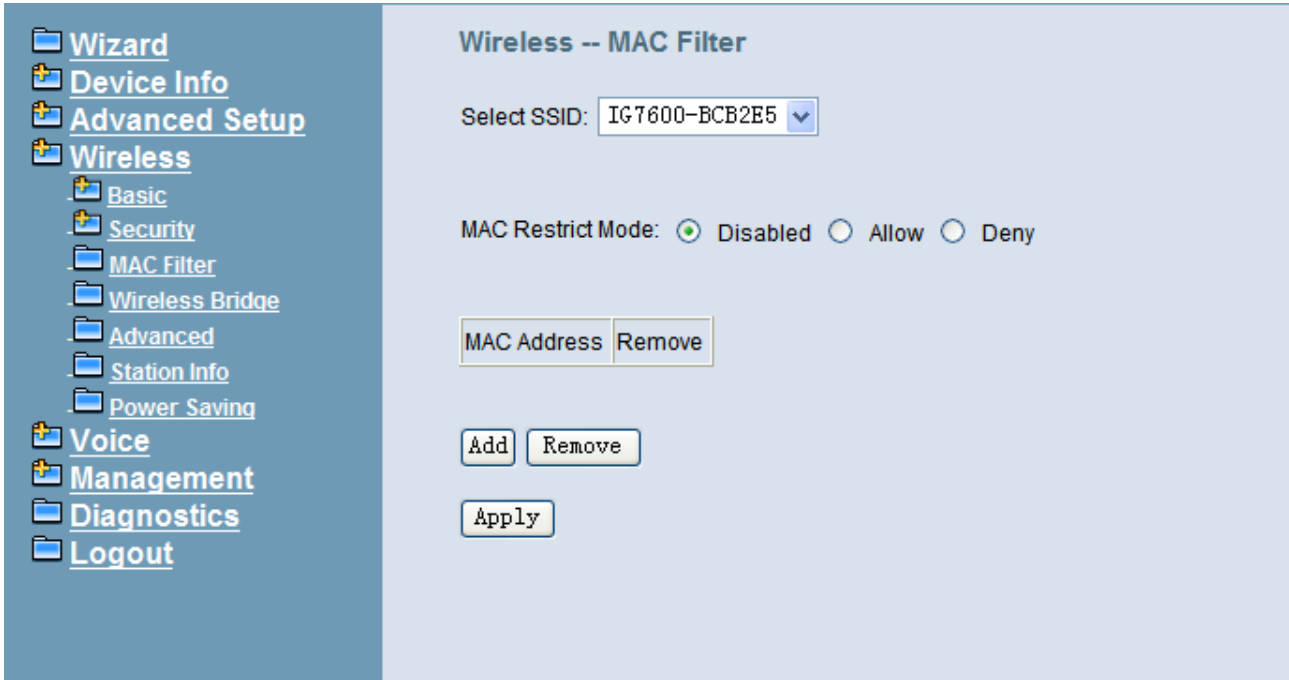 Wizard
Device Info
Advanced Setup
Wireless
Basic
Security
MAC Filter
Wireless Bridge
Advanced
Station Info
Power Saving
Voice
Management
Diagnostics
Logout
Wireless -- MAC Filter
Select SSID: IG7600-BCB2E5
MAC Restrict Mode: Disabled Allow Deny
MAC Address Remove
Add Remove
Apply